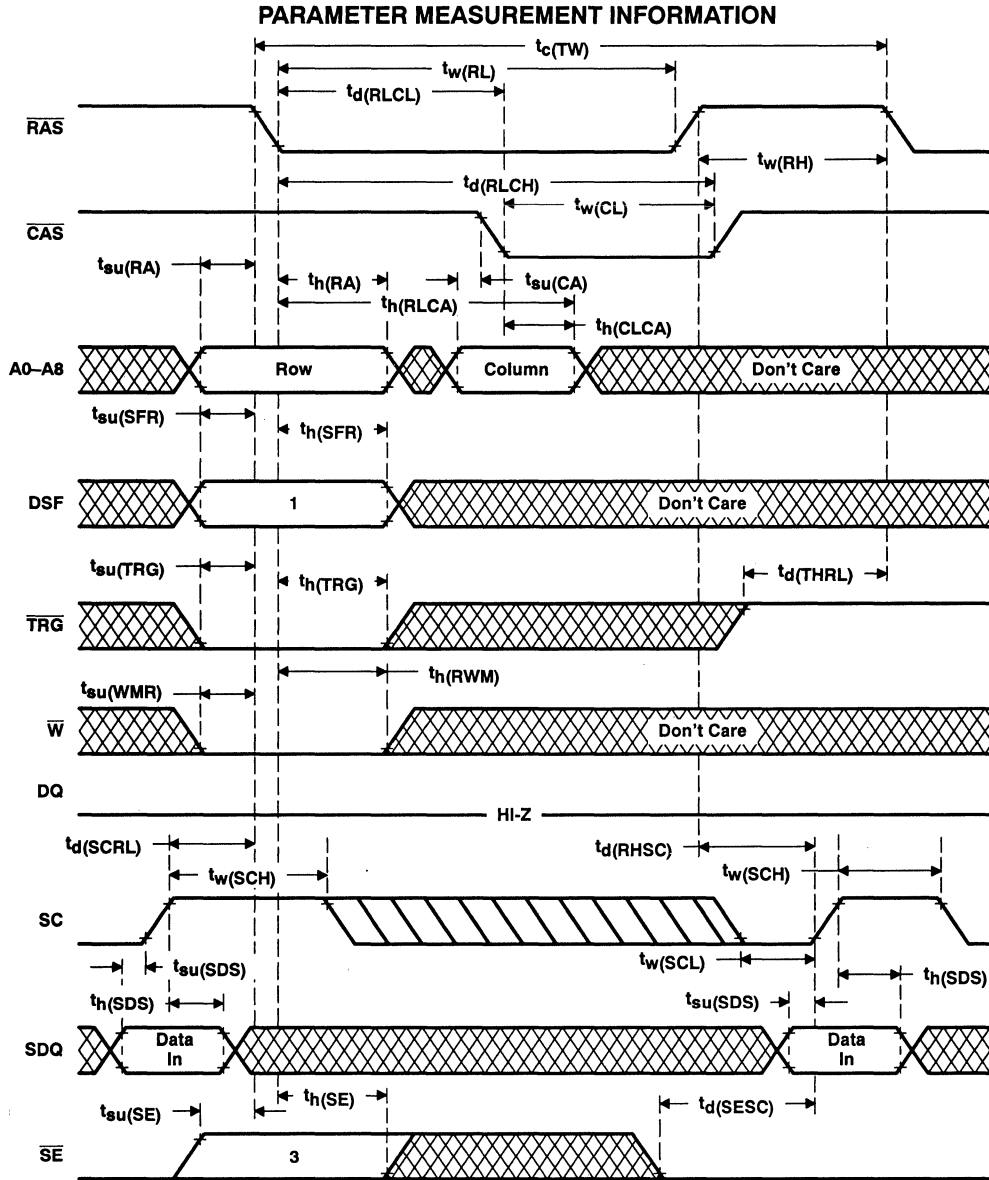 PARAMETER MEASUREMENT INFORMATION
tc(TW)
tw(RL)
td(RLCL)
RAS
tw(RH)
td(RLCH)
tw(CL)
CAS
tsu(RA)
th(RA)
tsu(CA)
th(RLCA)
th(CLCA)
A0–A8
Row
Column
Don't Care
tsu(SFR)
th(SFR)
DSF
1
Don't Care
tsu(TRG)
th(TRG)
td(THRL)
TRG
th(RWM)
tsu(WMR)
W
Don't Care
DQ
HI-Z
td(SCRL)
td(RHSC)
tw(SCH)
tw(SCH)
SC
tsu(SDS)
tw(SCL)
th(SDS)
th(SDS)
tsu(SDS)
SDQ
Data
In
Data
In
th(SE)
tsu(SE)
td(SESC)
SE
3